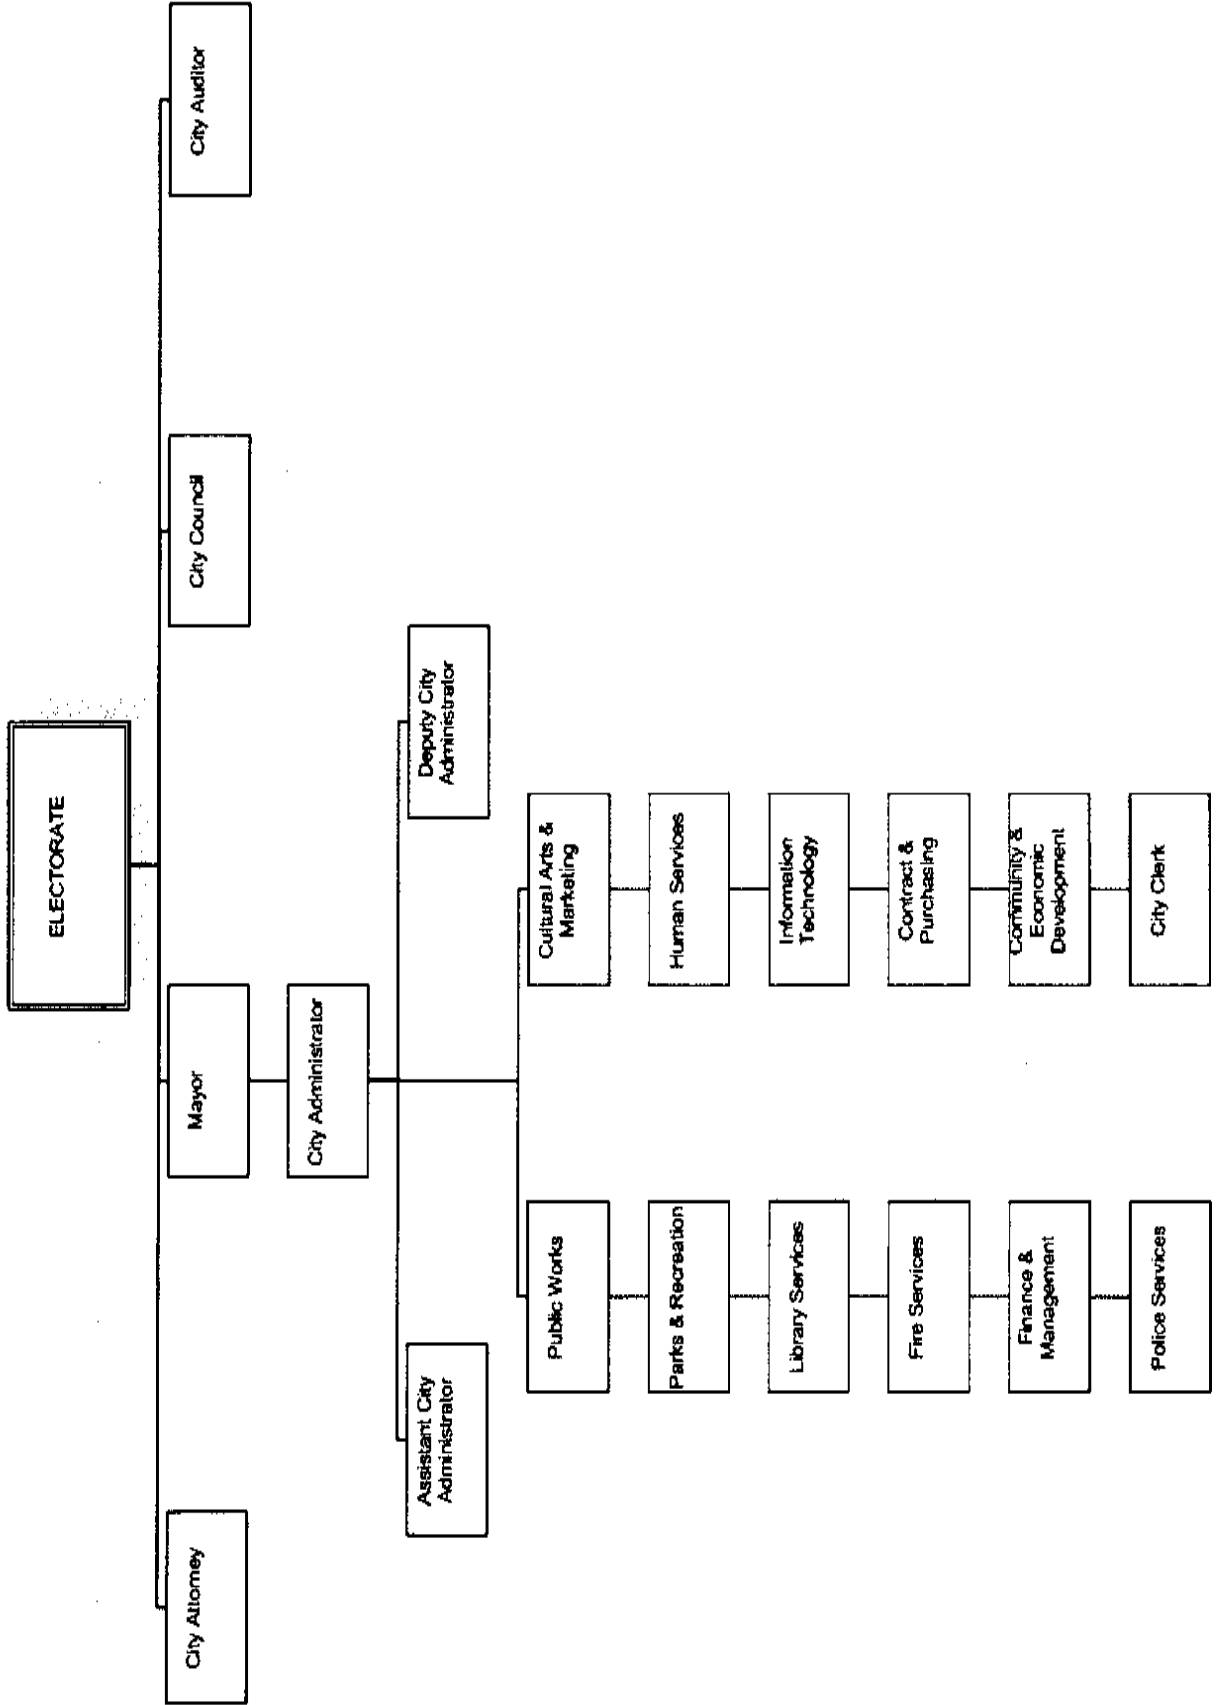 ELECTORATE
City Attorney
Mayor
City Council
City Auditor
City Administrator
Assistant City
Administrator
Deputy City
Administrator
Public Works
Cultural Arts &
Marketing
Parks & Recreation
Human Services
Library Services
Information
Technology
Fire Services
Contract &
Purchasing
Finance &
Management
Community &
Economic
Development
Police Services
City Clerk